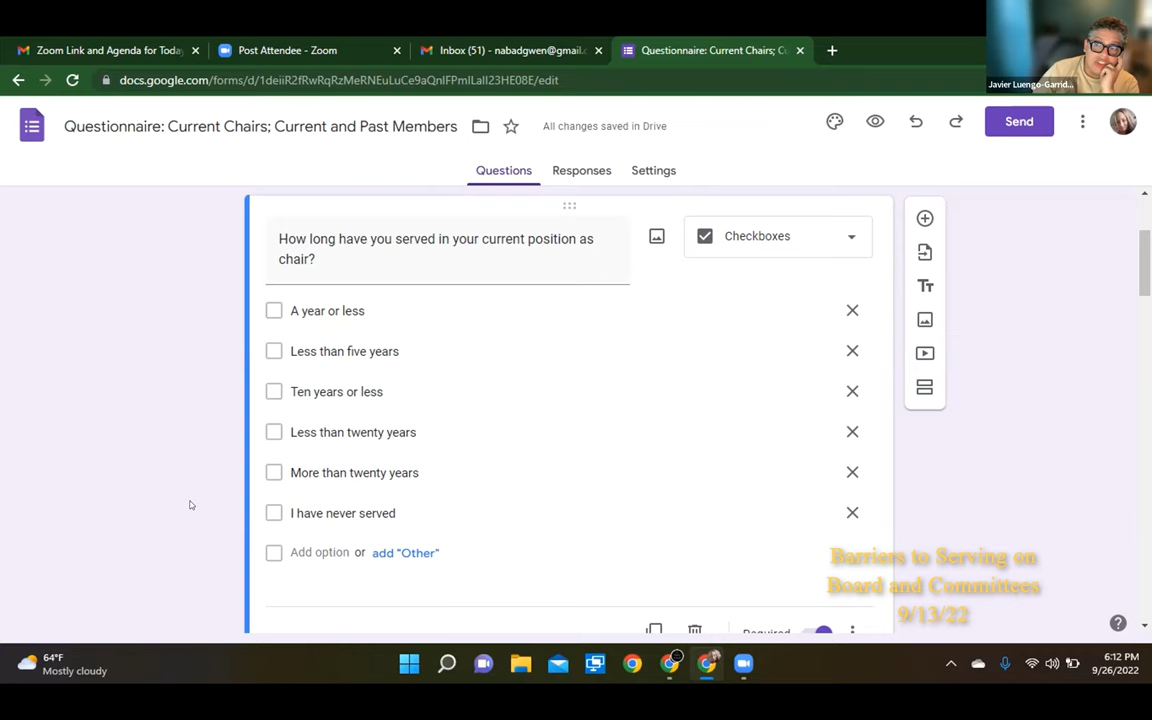 Zoom Link and Agenda for Toda
Post Attendee - Zoom
Inbox (51) - nabadgwen@gmail.
Questionnaire: Current Chairs; Cu
docs.google.com/forms/d/1deiiR2fRwRqRzMeRNEuLuCe9aQnIFPmILaII23HE08E/edit
Javier Luengo-Garrid...
Questionnaire: Current Chairs; Current and Past Members
All changes saved in Drive
Send
Questions
Responses
Settings
How long have you served in your current position as
chair?
Checkboxes
A year or less
Less than five years
Ten years or less
Less than twenty years
More than twenty years
I have never served
Add option or add "Other"
Required
Barriers to Serving on
Board and Committees
9/13/22
64°F
Mostly cloudy
6:12 PM
9/26/2022